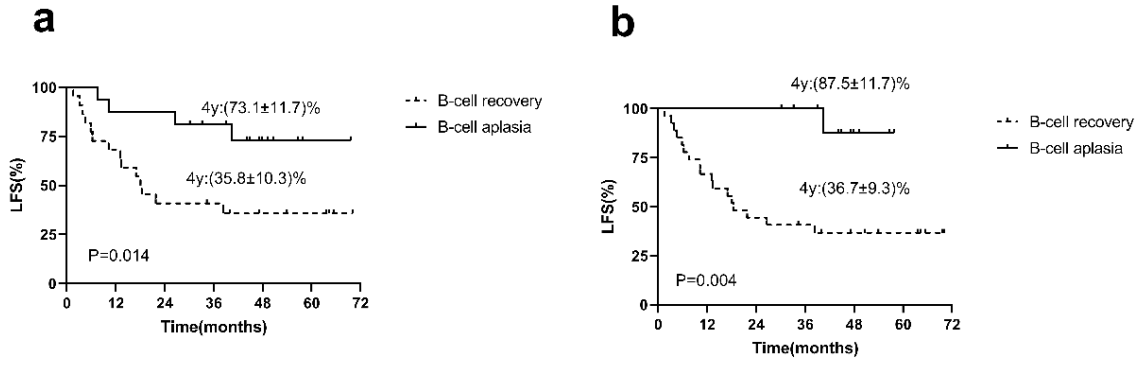 a
100
75
50
25
0
LFS(%)
0 12 24 36 48 60 72
Time(months)
4y:(73.1±11.7)%
4y:(35.8±10.3)%
P=0.014
B-cell recovery
B-cell aplasia
b
100
75
50
25
0
LFS(%)
0 12 24 36 48 60 72
Time(months)
4y:(87.5±11.7)%
4y:(36.7±9.3)%
P=0.004
B-cell recovery
B-cell aplasia